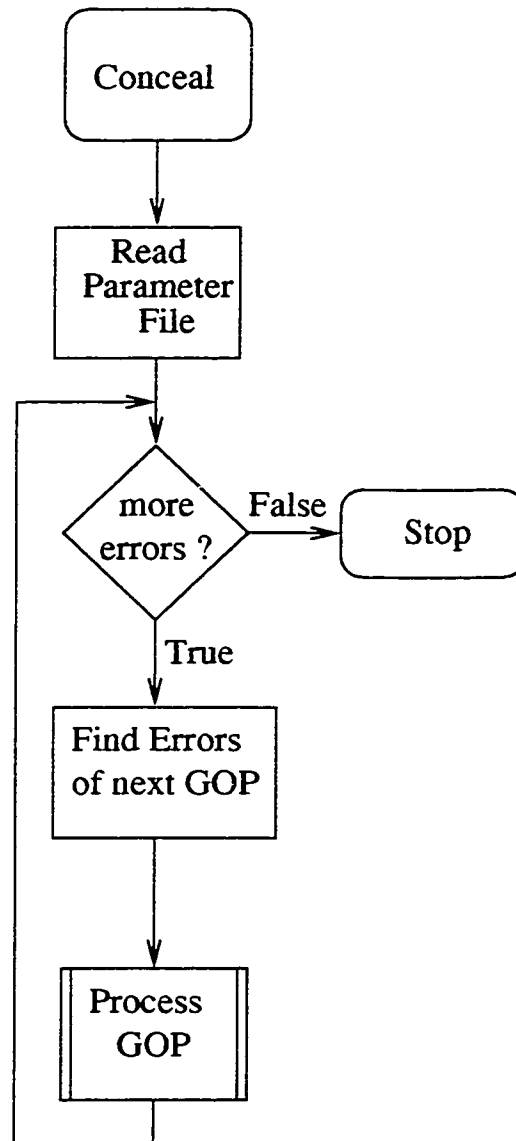 Conceal
Read
Parameter
File
more
errors ?
False
Stop
True
Find Errors
of next GOP
Process
GOP